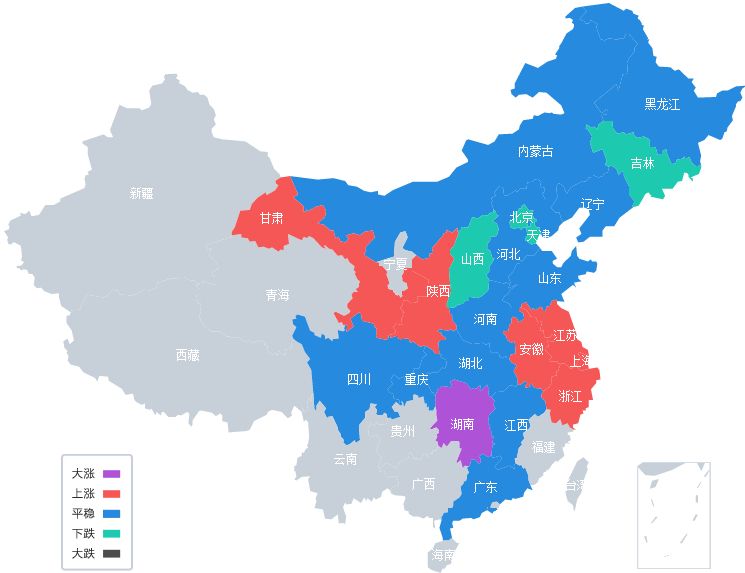 黑龙江
内蒙古
吉林
新疆
辽宁
甘肃
北京
天津
河北
山西
宁夏
山东
青海
陕西
河南
江苏
安徽
上海
西藏
湖北
四川
重庆
浙江
湖南
江西
贵州
福建
云南
广西
广东
台湾
海南
大涨
上涨
平稳
下跌
大跌